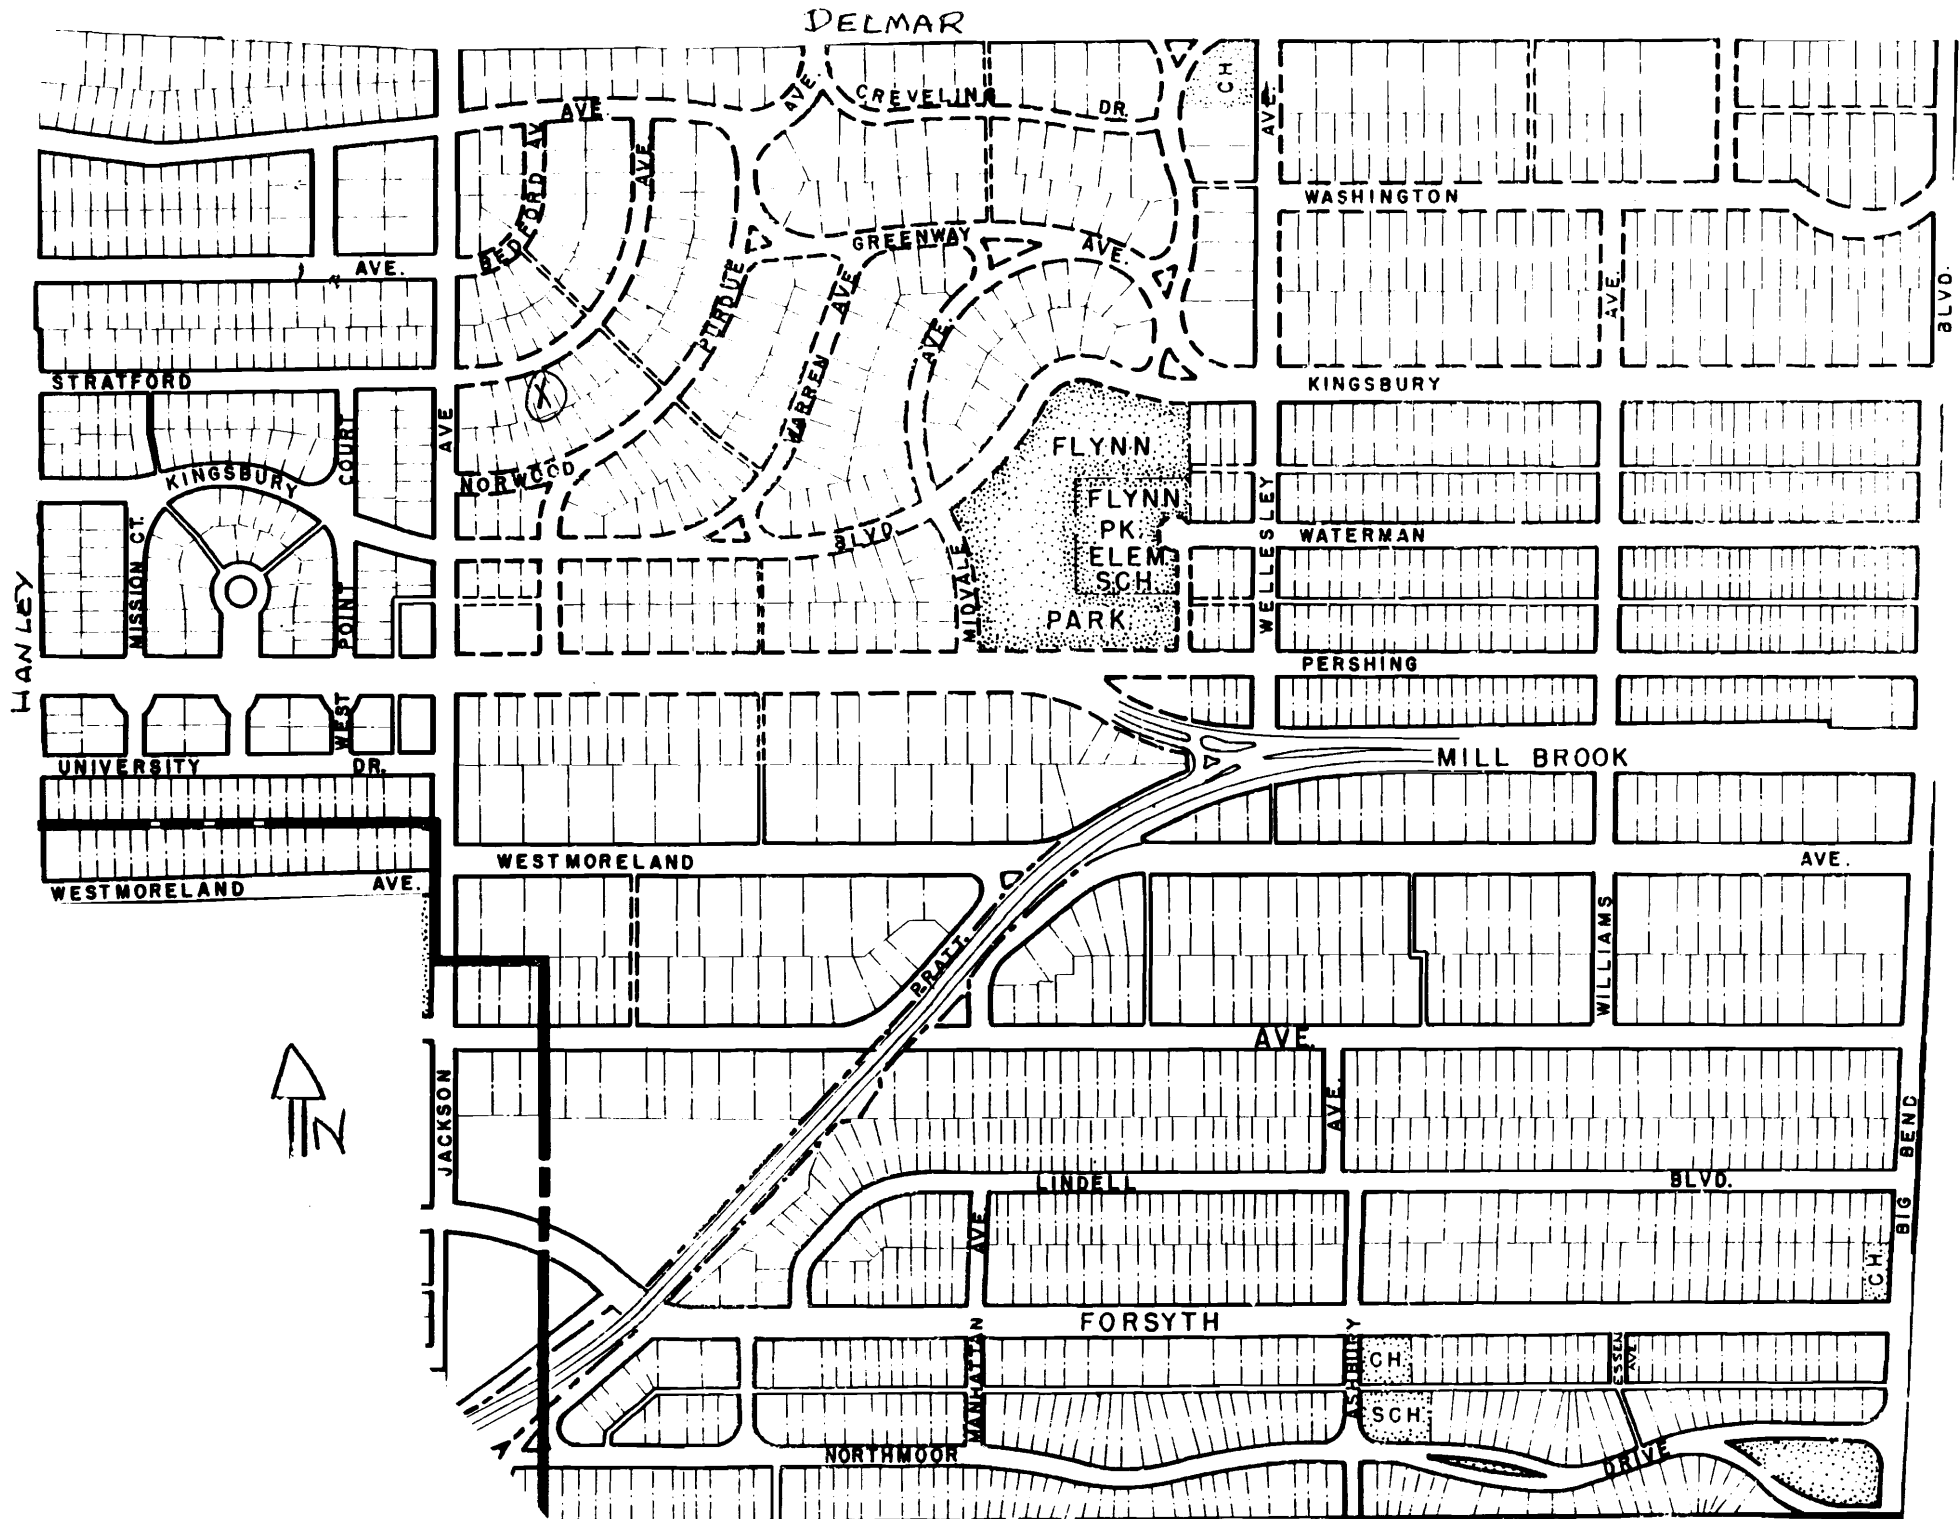 DELMAR
CREVELING
DR.
AVE.
AVE.
CH
AVE.
AVE.
BEDFORD AV
WASHINGTON
GREENWAY
AVE.
AVE.
PURDUE
AVE.
AVE.
AVE.
BLVD.
STRATFORD
KINGSBURY
X
WARREN
COURT
AVE
FLYNN
NORWOOD
KINGSBURY
FLYNN
PK.
ELEM.
SCH.
PARK
WATERMAN
BLVD.
MISSION CT.
MIDVALE
WELLESLEY
HANLEY
POINT
WEST
PERSHING
UNIVERSITY
DR.
MILL BROOK
WESTMORELAND
AVE.
WESTMORELAND
AVE.
PRATT.
WILLIAMS
AVE.
N
JACKSON
AVE.
BIG BEND
LINDELL
BLVD.
AVE.
CH.
FORSYTH
MANHATTAN
ASHBURY
CH.
ESSEN
AVE.
SCH.
NORTHMOOR
DRIVE